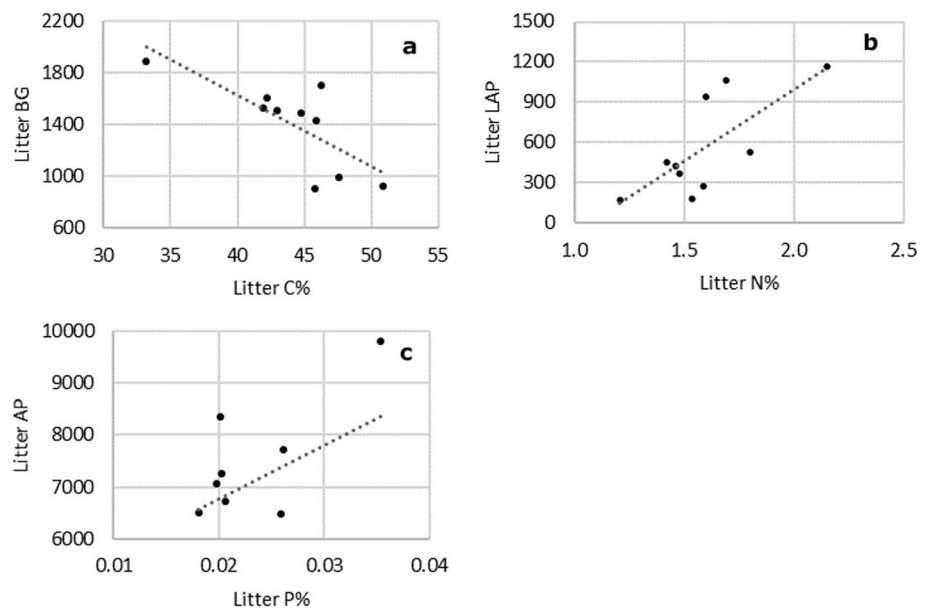 a
Litter BG
2200
1800
1400
1000
600
30 35 40 45 50 55
Litter C%
b
Litter LAP
1500
1200
900
600
300
0
1.0 1.5 2.0 2.5
Litter N%
c
Litter AP
10000
9000
8000
7000
6000
0.01 0.02 0.03 0.04
Litter P%